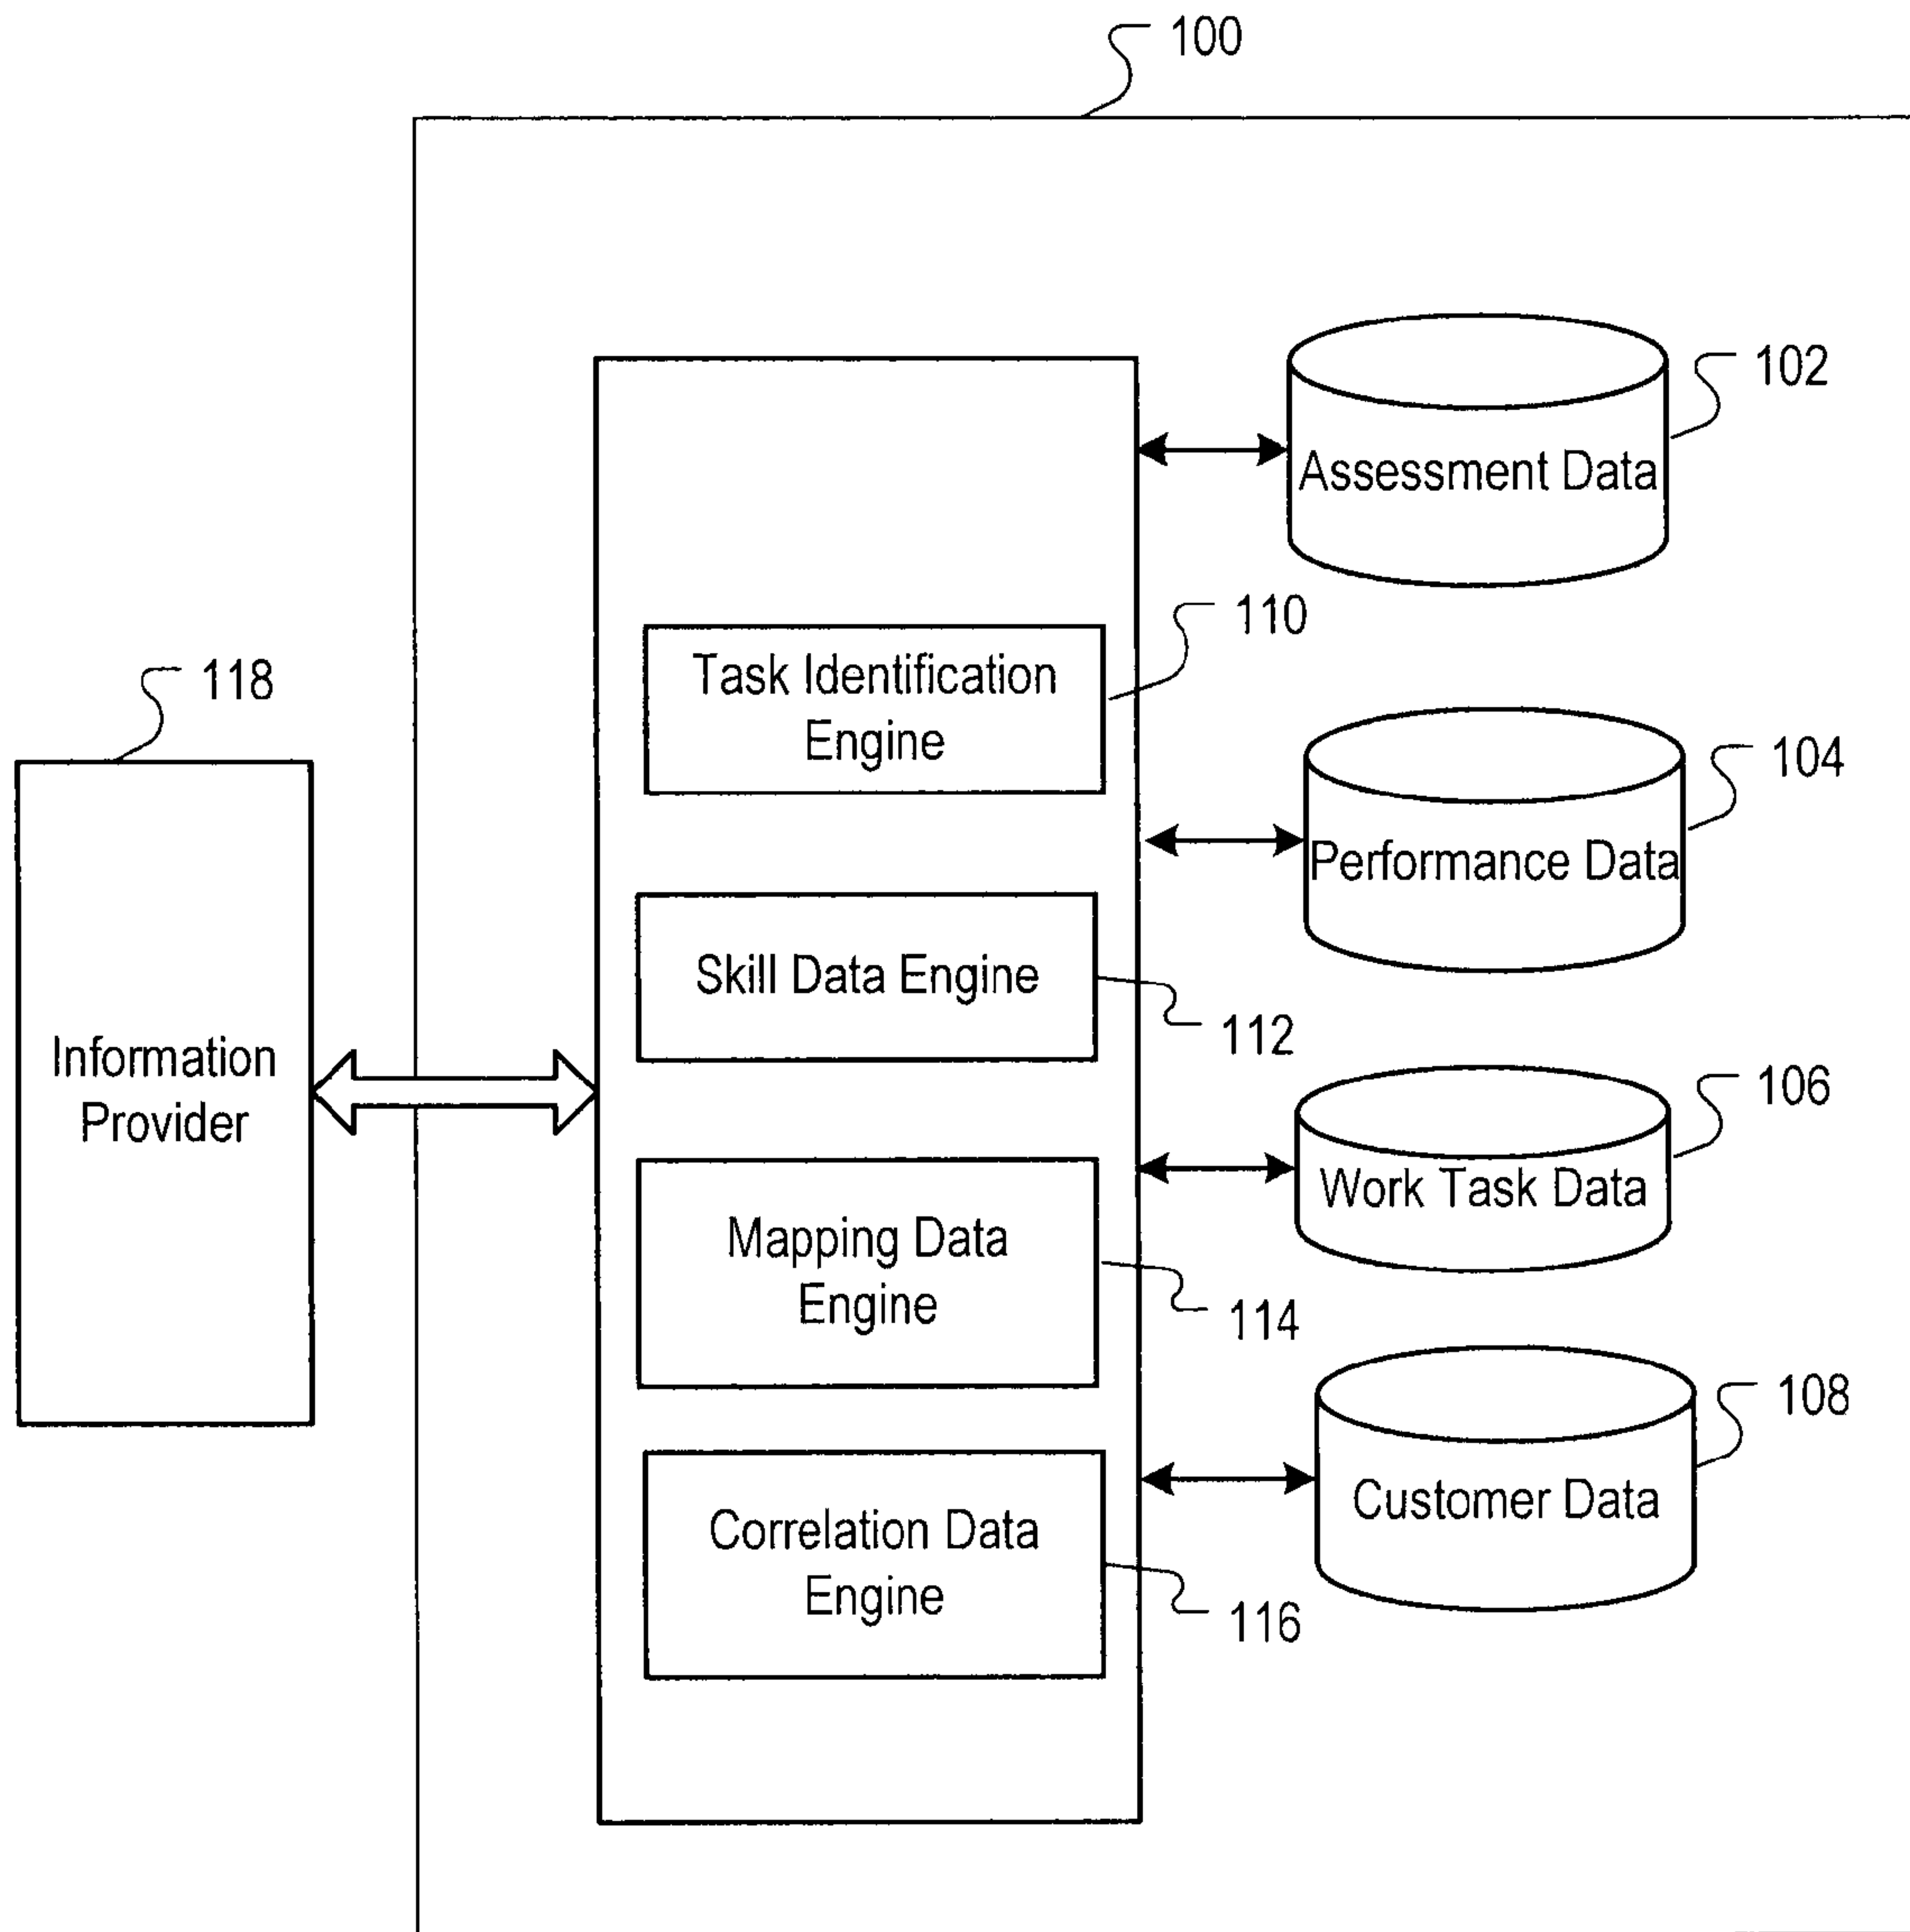 100
102
Assessment Data
110
Task Identification
Engine
118
104
Performance Data
Skill Data Engine
112
Information
Provider
106
Work Task Data
Mapping Data
Engine
114
108
Customer Data
Correlation Data
Engine
116